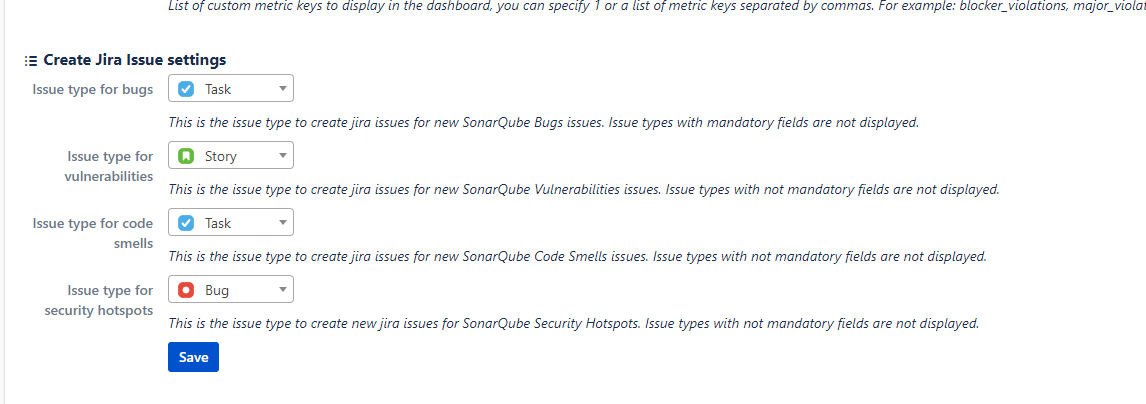 List of custom metric keys to display in the dashboard, you can specify 1 or a list of metric keys separated by commas. For example: blocker_violations, major_violat
Create Jira Issue settings
Issue type for bugs Task
This is the issue type to create jira issues for new SonarQube Bugs issues. Issue types with mandatory fields are not displayed.
Issue type for Story
vulnerabilities
This is the issue type to create jira issues for new SonarQube Vulnerabilities issues. Issue types with not mandatory fields are not displayed.
Issue type for code Task
smells
This is the issue type to create jira issues for new SonarQube Code Smells issues. Issue types with not mandatory fields are not displayed.
Issue type for Bug
security hotspots
This is the issue type to create new jira issues for SonarQube Security Hotspots. Issue types with not mandatory fields are not displayed.
Save